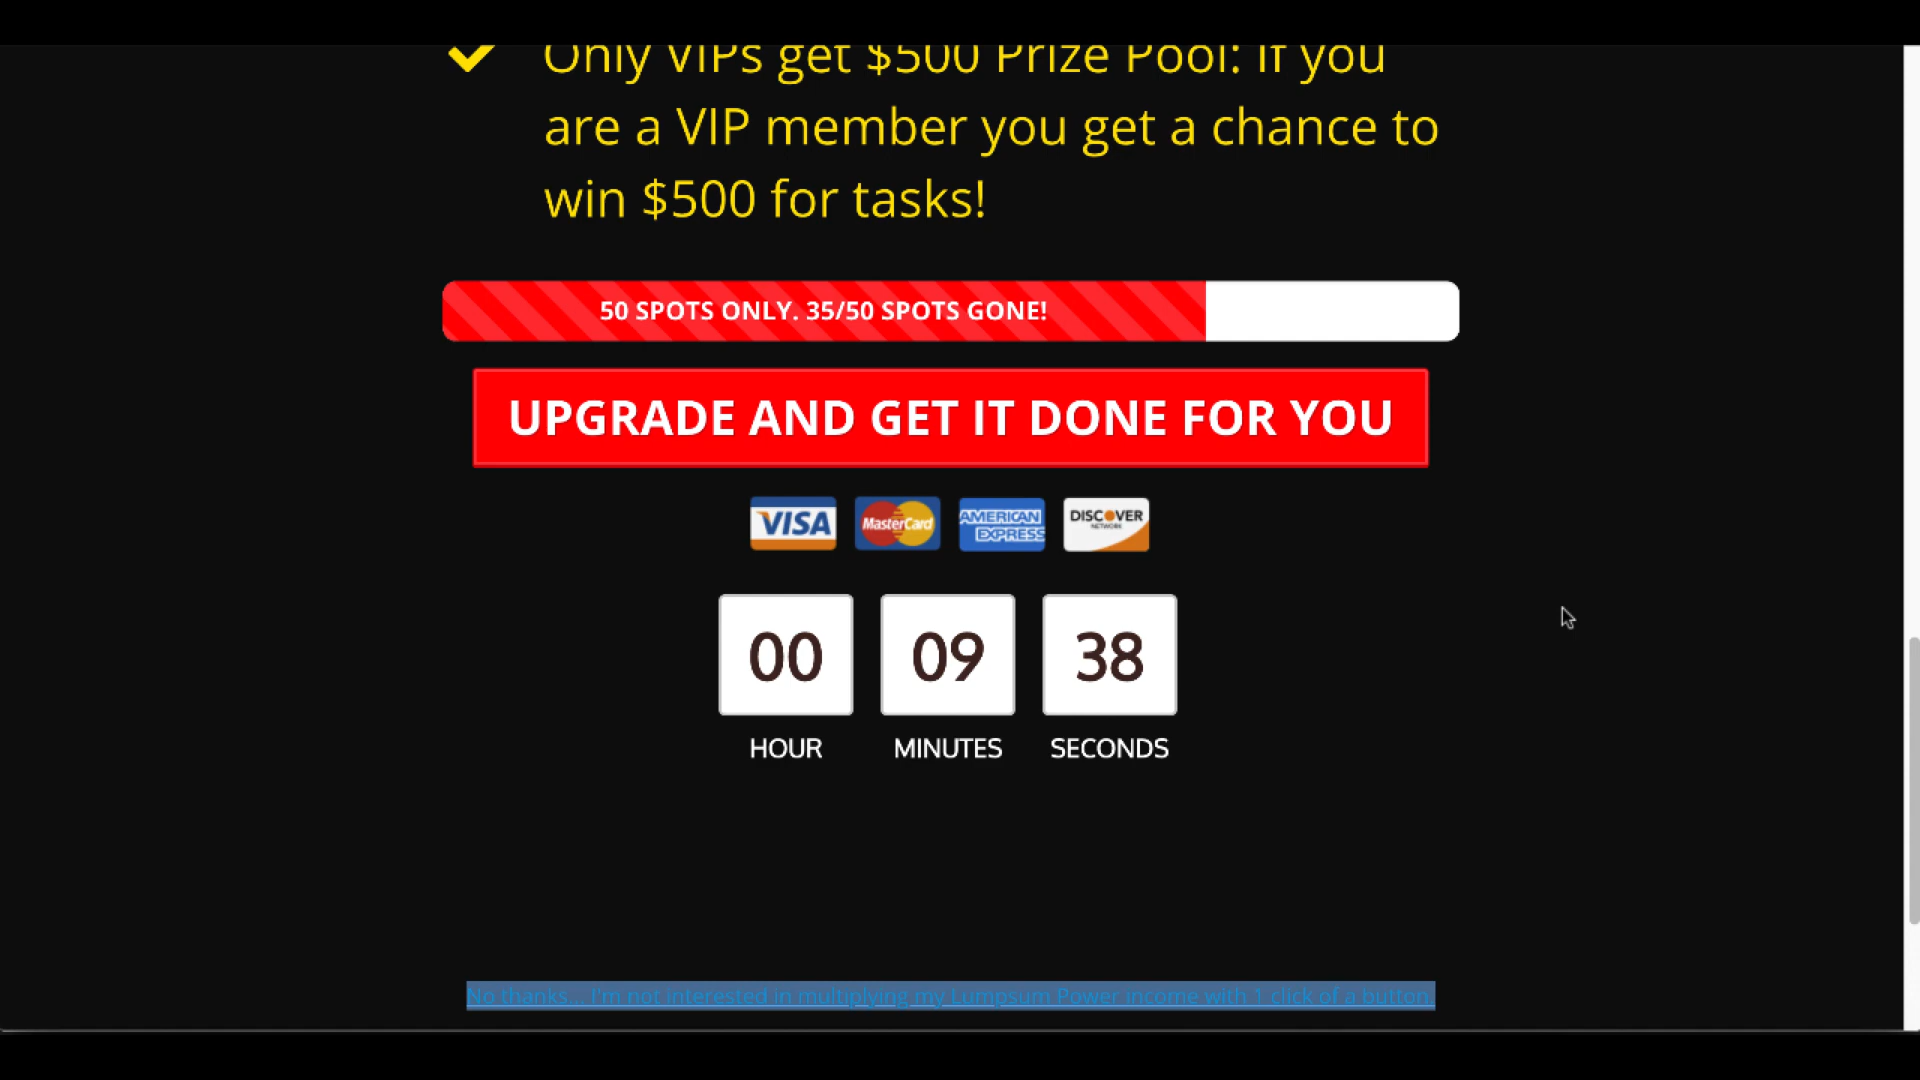 Only VIPs get $500 Prize Pool: If you
are a VIP member you get a chance to
win $500 for tasks!
50 SPOTS ONLY. 35/50 SPOTS GONE!
UPGRADE AND GET IT DONE FOR YOU
VISA MasterCard AMERICAN EXPRESS DISCOVER NETWORK
00 09 38
HOUR MINUTES SECONDS
No thanks... I'm not interested in multiplying my Lumpsum Power income with 1 click of a button.